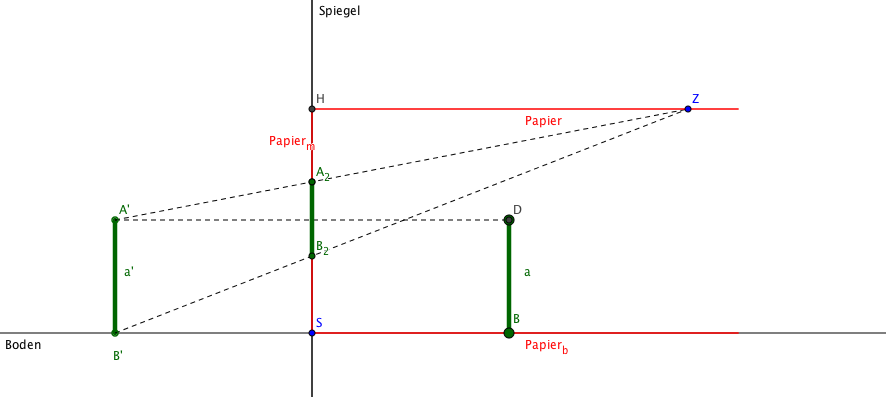 Spiegel
H
Z
Papier
Papier_m
A_2
A'
D
B_2
a'
a
S
B
Boden
Papier_b
B'